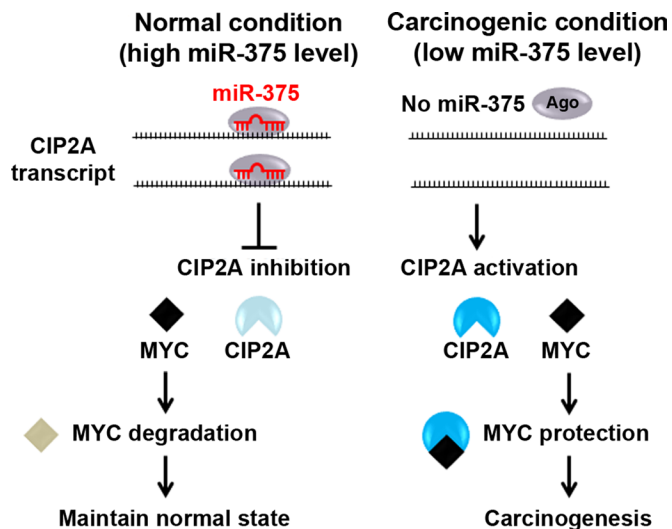 Normal condition
(high miR-375 level)
Carcinogenic condition
(low miR-375 level)
miR-375
No miR-375
Ago
CIP2A
transcript
CIP2A inhibition
CIP2A activation
MYC
CIP2A
CIP2A
MYC
MYC degradation
MYC protection
Maintain normal state
Carcinogenesis